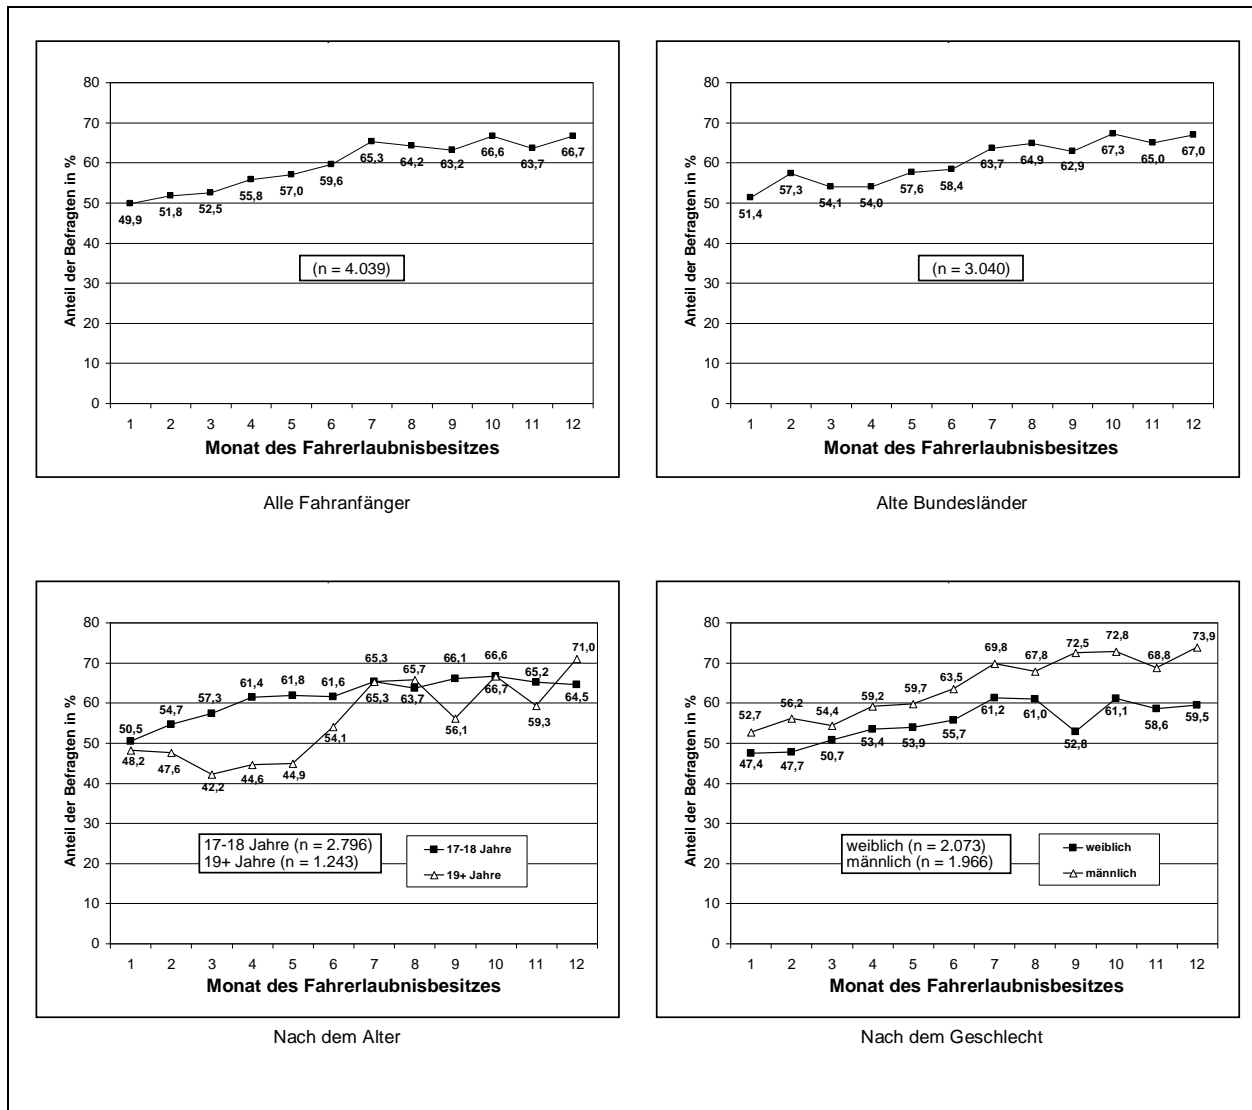 80
70
60
50
40
30
20
10
0
Anteil der Befragten in %
49,9 51,8 52,5 55,8 57,0 59,6 65,3 64,2 63,2 66,6 63,7 66,7
(n = 4.039)
1 2 3 4 5 6 7 8 9 10 11 12
Monat des Fahrerlaubnisbesitzes
Alle Fahranfänger
80
70
60
50
40
30
20
10
0
Anteil der Befragten in %
51,4 57,3 54,1 54,0 57,6 58,4 63,7 64,9 62,9 67,3 65,0 67,0
(n = 3.040)
1 2 3 4 5 6 7 8 9 10 11 12
Monat des Fahrerlaubnisbesitzes
Alte Bundesländer
80
70
60
50
40
30
20
10
0
Anteil der Befragten in %
50,5 54,7 57,3 61,4 61,8 61,6 65,3 63,7 66,1 66,6 65,2 64,5
48,2 47,6 42,2 44,6 44,9 54,1 65,3 65,7 56,1 66,7 59,3 71,0
17-18 Jahre (n = 2.796)
19+ Jahre (n = 1.243)
17-18 Jahre
19+ Jahre
1 2 3 4 5 6 7 8 9 10 11 12
Monat des Fahrerlaubnisbesitzes
Nach dem Alter
80
70
60
50
40
30
20
10
0
Anteil der Befragten in %
52,7 56,2 54,4 59,2 59,7 63,5 69,8 67,8 72,5 72,8 68,8 73,9
47,4 47,7 50,7 53,4 53,9 55,7 61,2 61,0 52,8 61,1 58,6 59,5
weiblich (n = 2.073)
männlich (n = 1.966)
weiblich
männlich
1 2 3 4 5 6 7 8 9 10 11 12
Monat des Fahrerlaubnisbesitzes
Nach dem Geschlecht